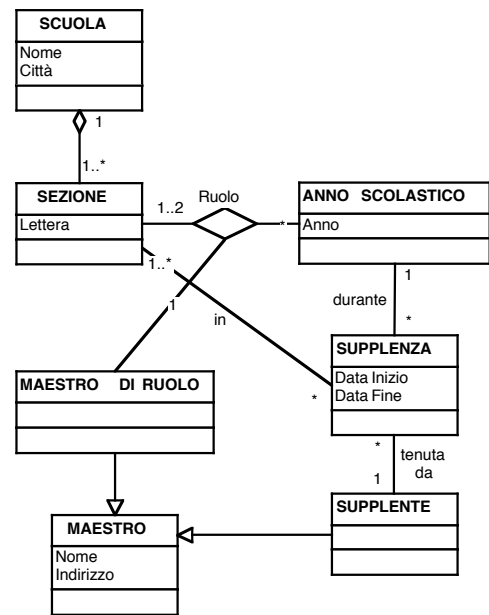 SCUOLA
Nome
Città
1
1..*
SEZIONE
Lettera
1..2
Ruolo
*
ANNO SCOLASTICO
Anno
1..*
1
in
1
durante
*
SUPPLENZA
Data Inizio
Data Fine
*
MAESTRO DI RUOLO
*
tenuta
da
1
SUPPLENTE
MAESTRO
Nome
Indirizzo